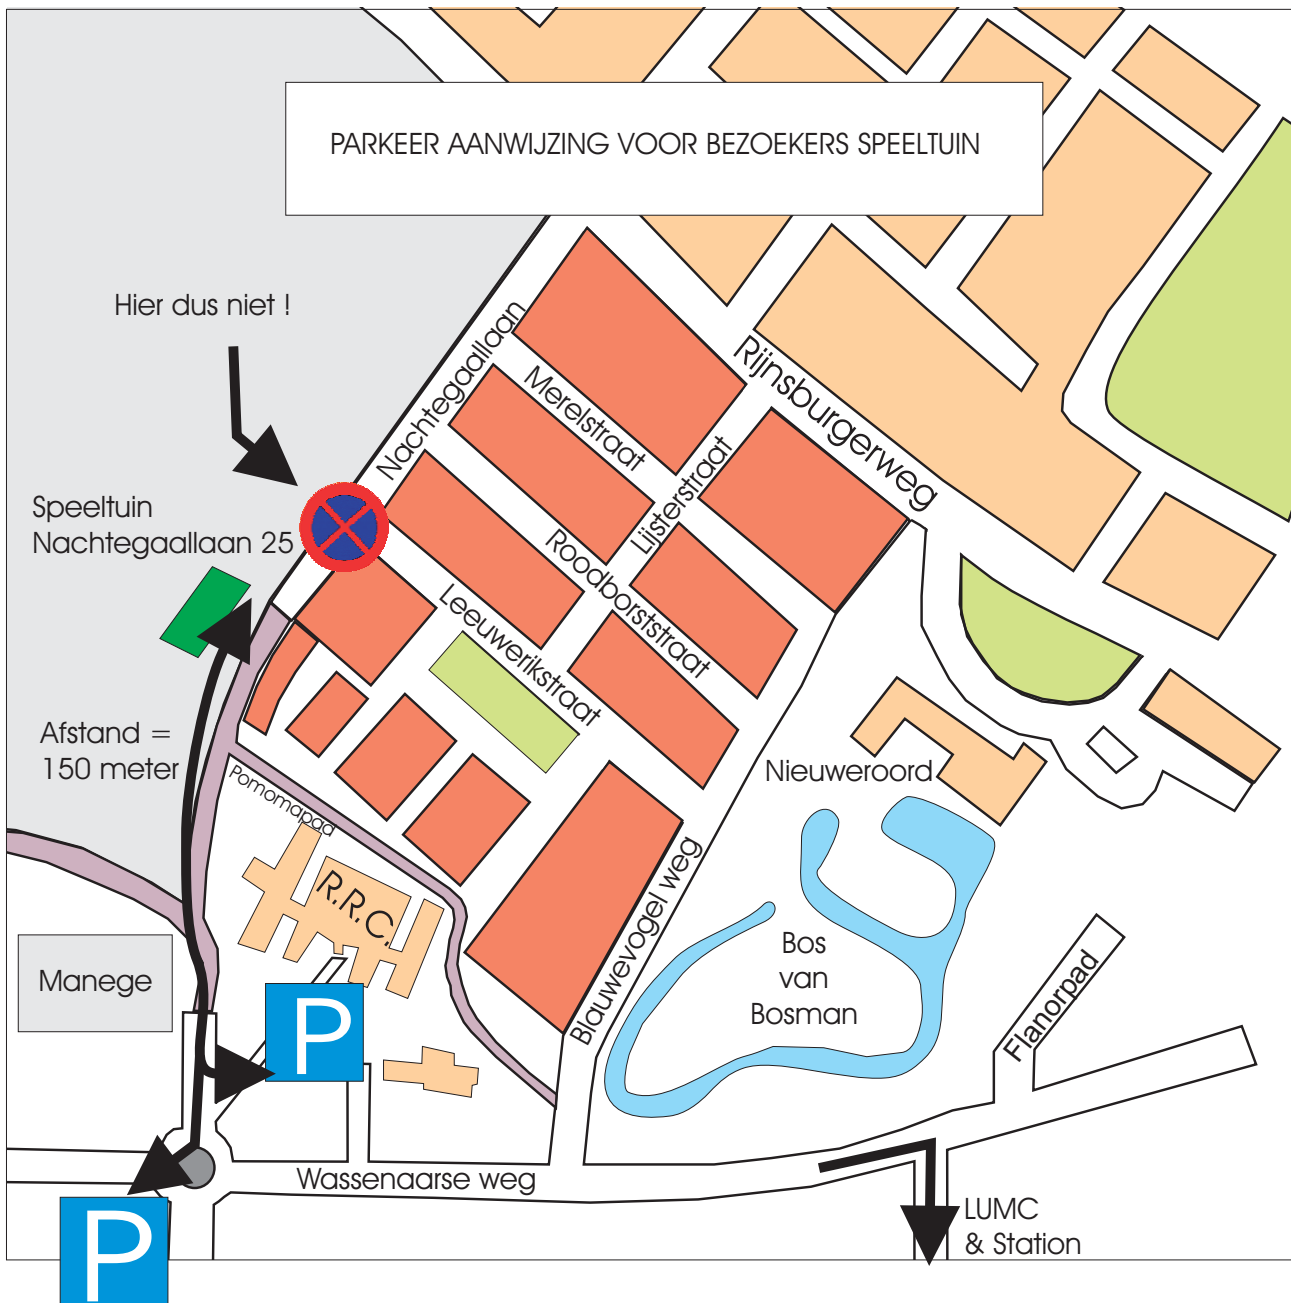 PARKEER AANWIJZING VOOR BEZOEKERS SPEELTUIN
Hier dus niet !
Nachtegaallaan
Merelstraat
Rijnsburgerweg
Lijsterstraat
Speeltuin
Nachtegaallaan 25
Roodborststraat
Leeuwerikstraat
Afstand =
150 meter
Pomomapad
Nieuweroord
R.R.C.
Blauwevogel weg
Bos
van
Bosman
Manege
Flanorpad
P
Wassenaarse weg
P
LUMC
& Station